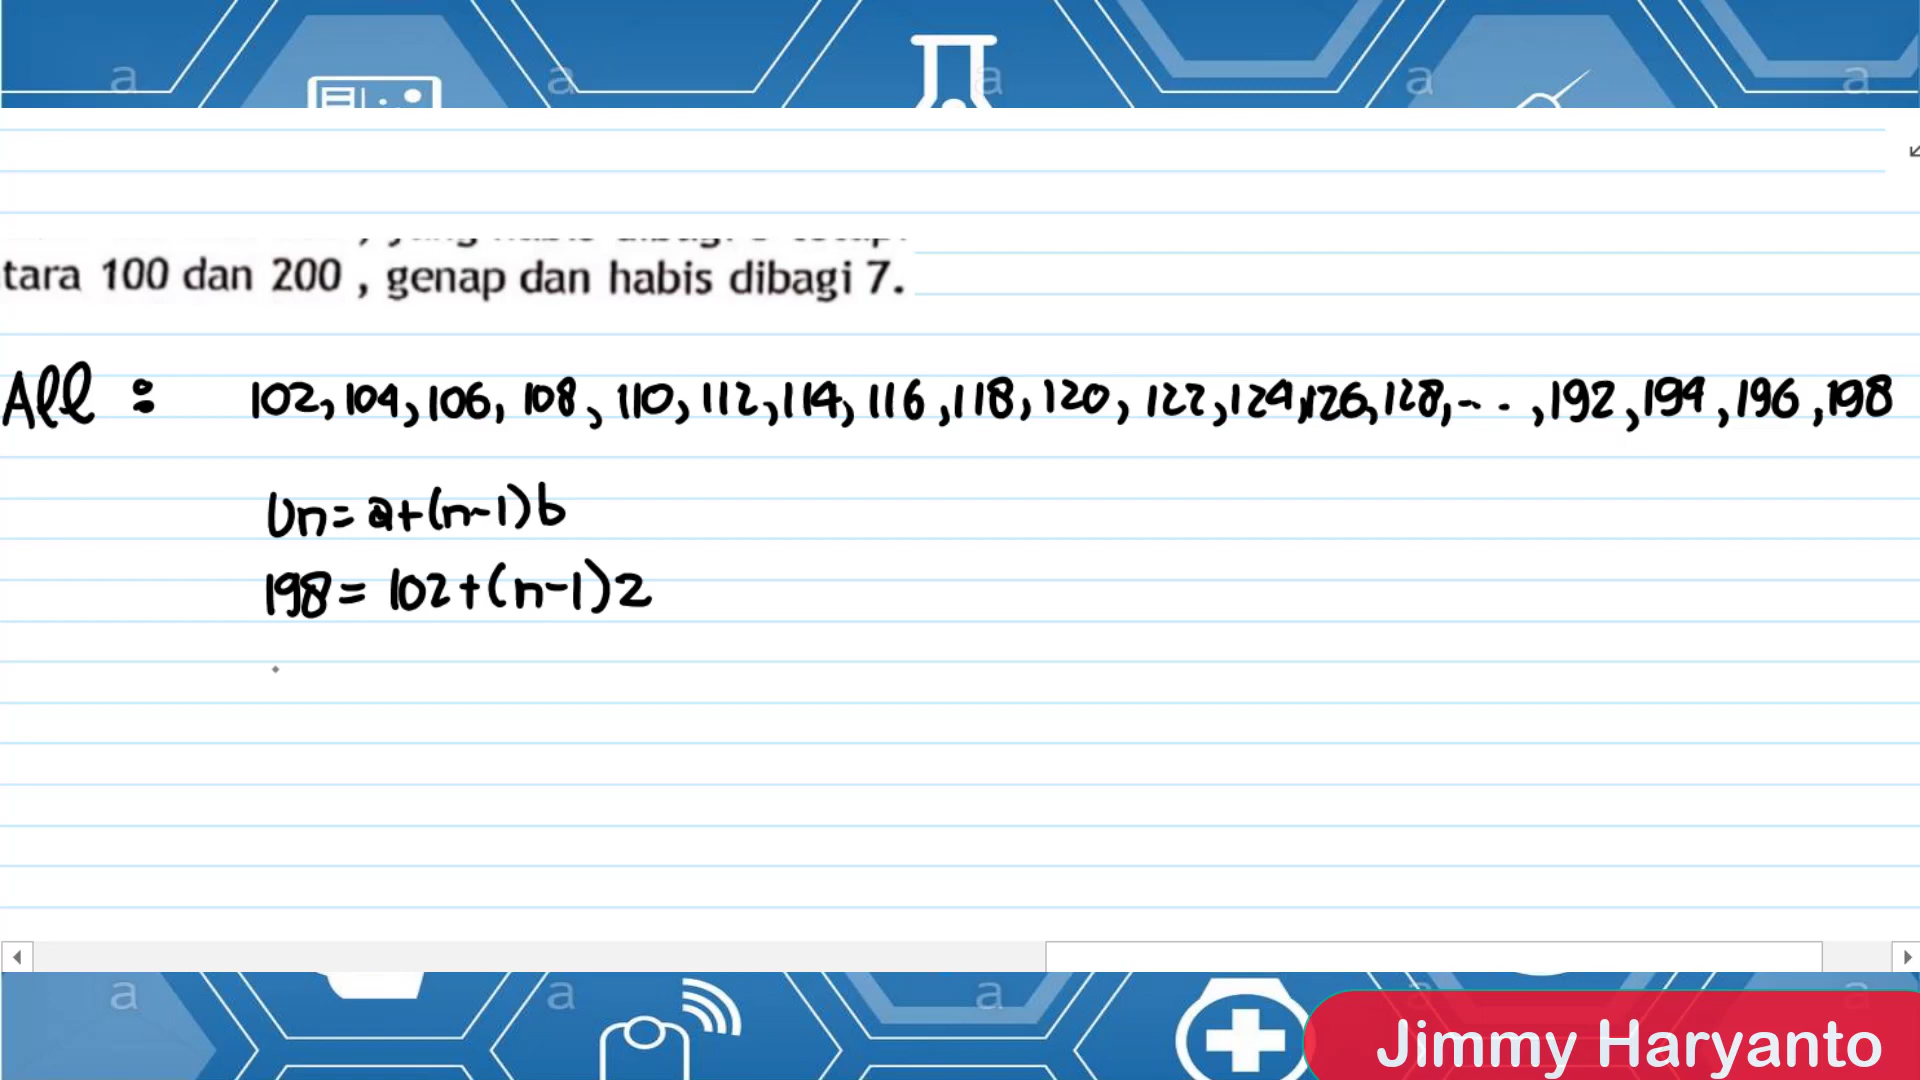 tara 100 dan 200 , genap dan habis dibagi 7.
All : 102, 104, 106, 108, 110, 112, 114, 116, 118, 120, 122, 124, 126, 128, - . . , 192, 194, 196, 198
Un = a+(n-1)b
198 = 102+(n-1)2
Jimmy Haryanto